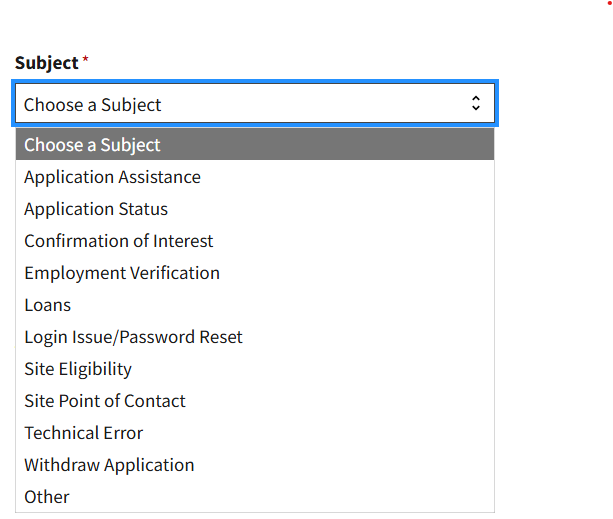 Subject *
Choose a Subject
Choose a Subject
Application Assistance
Application Status
Confirmation of Interest
Employment Verification
Loans
Login Issue/Password Reset
Site Eligibility
Site Point of Contact
Technical Error
Withdraw Application
Other